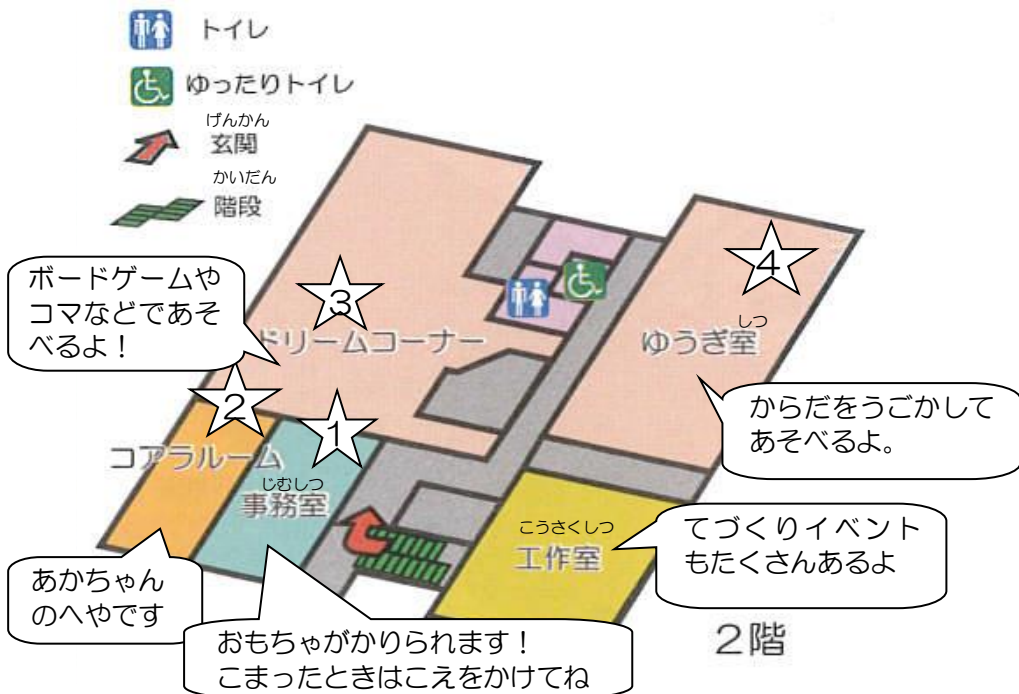 トイレ
ゆったりトイレ
げんかん
玄関
かいだん
階段
ボードゲームや
コマなどであそ
べるよ！
3
4
ドリームコーナー
しつ
ゆうぎ室
2
1
からだをうごかして
あそべるよ。
コアラルーム
じむしつ
事務室
こうさくしつ
工作室
てづくりイベント
もたくさんあるよ
あかちゃん
のへやです
おもちゃがかりられます！
こまったときはこえをかけてね
２階